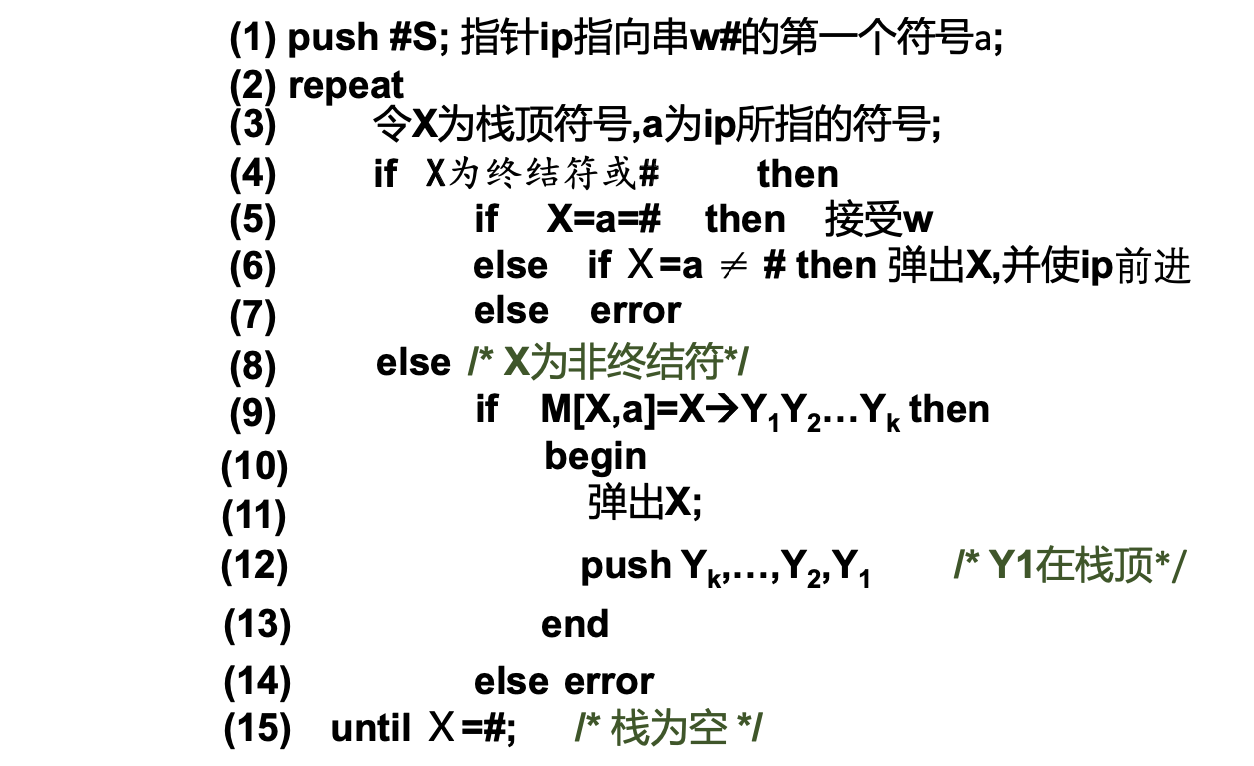 (1) push #S; 指针ip指向串w#的第一个符号a;
(2) repeat
(3) 令X为栈顶符号,a为ip所指的符号;
(4) if X为终结符或# then
(5) if X=a=# then 接受w
(6) else if X=a ≠ # then 弹出X,并使ip前进
(7) else error
(8) else /* X为非终结符*/
(9) if M[X,a]=X→Y₁Y₂…Yₖ then
(10) begin
(11) 弹出X;
(12) push Yₖ,…,Y₂,Y₁ /* Y1在栈顶*/
(13) end
(14) else error
(15) until X=#; /* 栈为空 */